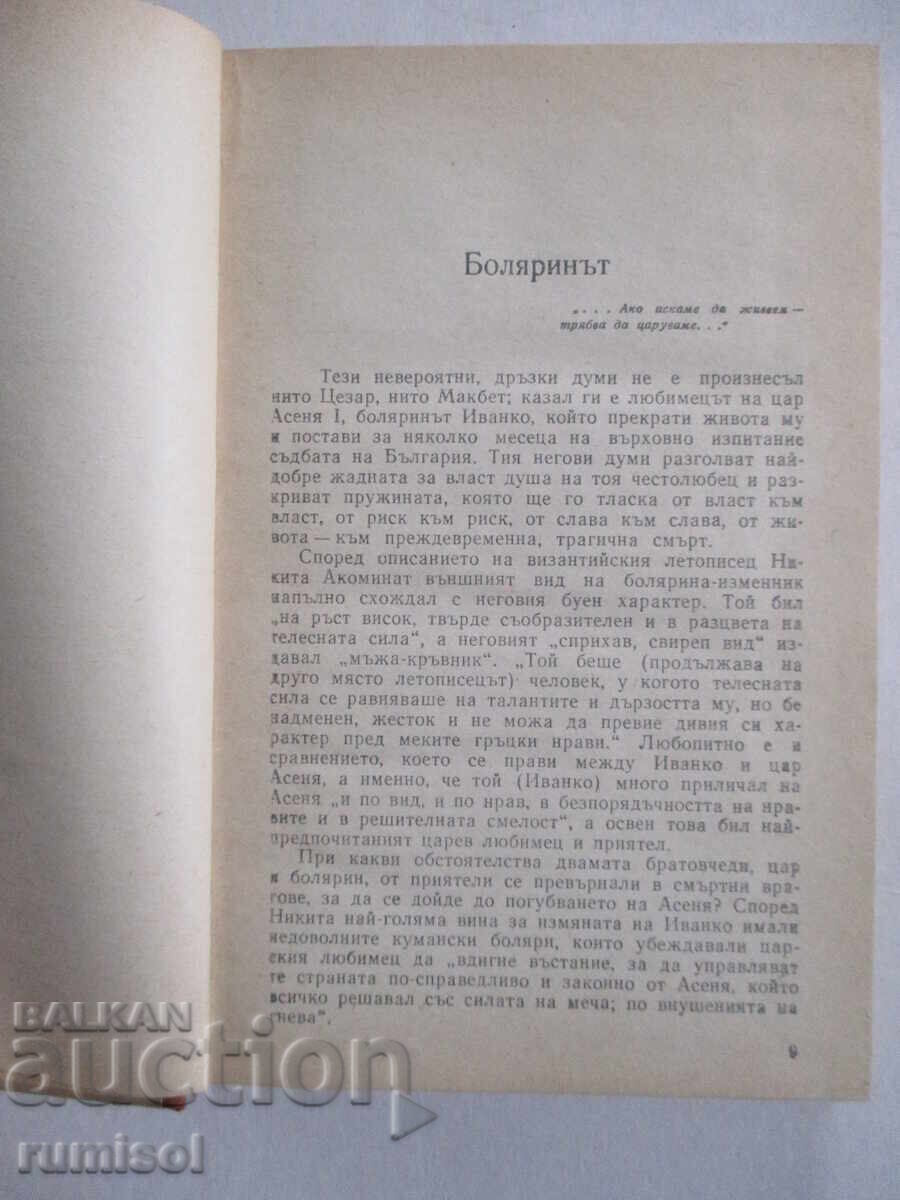 Боляринът
„. . . Ако искаме да живеем —
трябва да царуваме. . .“
Тези невероятни, дръзки думи не е произнесъл
нито Цезар, нито Макбет; казал ги е любимецът на цар
Асеня I, боляринът Иванко, който прекрати живота му
и постави за няколко месеца на върховно изпитание
съдбата на България. Тия негови думи разголват най-
добре жадната за власт душа на тоя честолюбец и раз-
криват пружината, която ще го тласка от власт към
власт, от риск към риск, от слава към слава, от жи-
вота — към преждевременна, трагична смърт.
Според описанието на византийския летописец Ни-
кита Акоминат външният вид на болярина-изменник
напълно схождал с неговия буен характер. Той бил
„на ръст висок, твърде съобразителен и в разцвета на
телесната сила“, а неговият „сприхав, свиреп вид“ из-
давал „мъжа-кръвник“. „Той беше (продължава на
друго място летописецът) човек, у когото телесната
сила се равняваше на талантите и дързостта му, но бе
надменен, жесток и не можа да превие дивия си ха-
рактер пред меките гръцки нрави.“ Любопитно е и
сравнението, което се прави между Иванко и цар
Асеня, а именно, че той (Иванко) много приличал на
Асеня „и по вид, и по нрав, в безпорядъчността на нра-
вите и в решителната смелост“, а освен това бил най-
предпочитаният царев любимец и приятел.
При какви обстоятелства двамата братовчеди, цар
и болярин, от приятели се превърнали в смъртни вра-
гове, за да се дойде до погубването на Асеня? Според
Никита най-голяма вина за измяната на Иванко имали
недоволните кумански боляри, които убеждавали цар-
ския любимец да „вдигне въстание, за да управляват
те страната по-справедливо и законно от Асеня, който
всичко решавал със силата на меча; по внушенията на
гнева“.
9
BALKAN
auction
rumisol